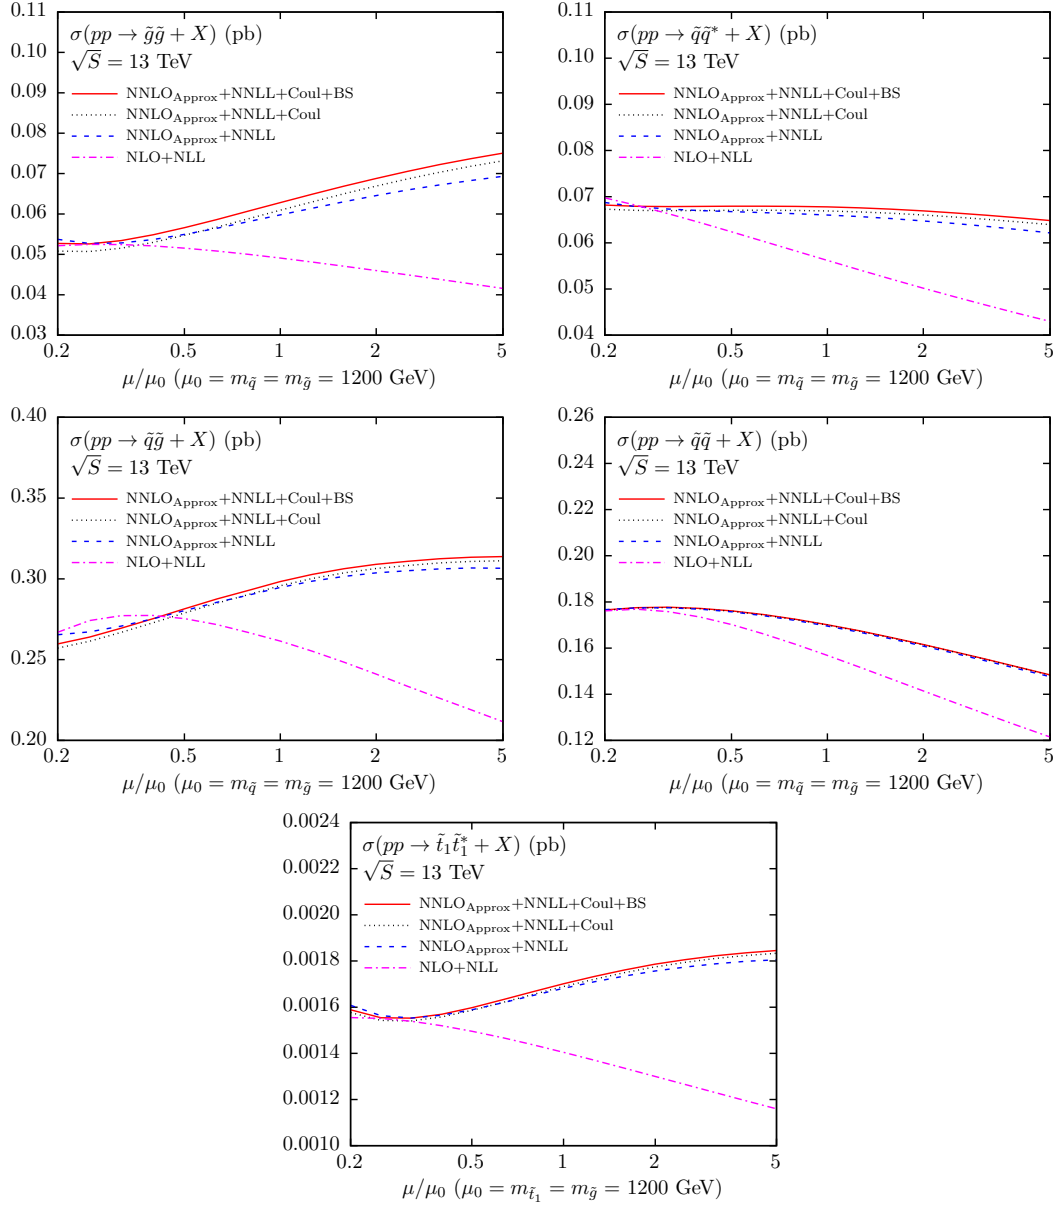 σ(pp → g̃g̃ + X) (pb)
√S = 13 TeV
NNLO_Approx+NNLL+Coul+BS
NNLO_Approx+NNLL+Coul
NNLO_Approx+NNLL
NLO+NLL
0.11
0.10
0.09
0.08
0.07
0.06
0.05
0.04
0.03
0.2 0.5 1 2 5
μ/μ₀ (μ₀ = m_q̃ = m_g̃ = 1200 GeV)
σ(pp → q̃q̃* + X) (pb)
√S = 13 TeV
NNLO_Approx+NNLL+Coul+BS
NNLO_Approx+NNLL+Coul
NNLO_Approx+NNLL
NLO+NLL
0.11
0.10
0.09
0.08
0.07
0.06
0.05
0.04
0.2 0.5 1 2 5
μ/μ₀ (μ₀ = m_q̃ = m_g̃ = 1200 GeV)
σ(pp → q̃g̃ + X) (pb)
√S = 13 TeV
NNLO_Approx+NNLL+Coul+BS
NNLO_Approx+NNLL+Coul
NNLO_Approx+NNLL
NLO+NLL
0.40
0.35
0.30
0.25
0.20
0.2 0.5 1 2 5
μ/μ₀ (μ₀ = m_q̃ = m_g̃ = 1200 GeV)
σ(pp → q̃q̃ + X) (pb)
√S = 13 TeV
NNLO_Approx+NNLL+Coul+BS
NNLO_Approx+NNLL+Coul
NNLO_Approx+NNLL
NLO+NLL
0.26
0.24
0.22
0.20
0.18
0.16
0.14
0.12
0.2 0.5 1 2 5
μ/μ₀ (μ₀ = m_q̃ = m_g̃ = 1200 GeV)
σ(pp → t̃₁t̃₁* + X) (pb)
√S = 13 TeV
NNLO_Approx+NNLL+Coul+BS
NNLO_Approx+NNLL+Coul
NNLO_Approx+NNLL
NLO+NLL
0.0024
0.0022
0.0020
0.0018
0.0016
0.0014
0.0012
0.0010
0.2 0.5 1 2 5
μ/μ₀ (μ₀ = m_t̃₁ = m_g̃ = 1200 GeV)